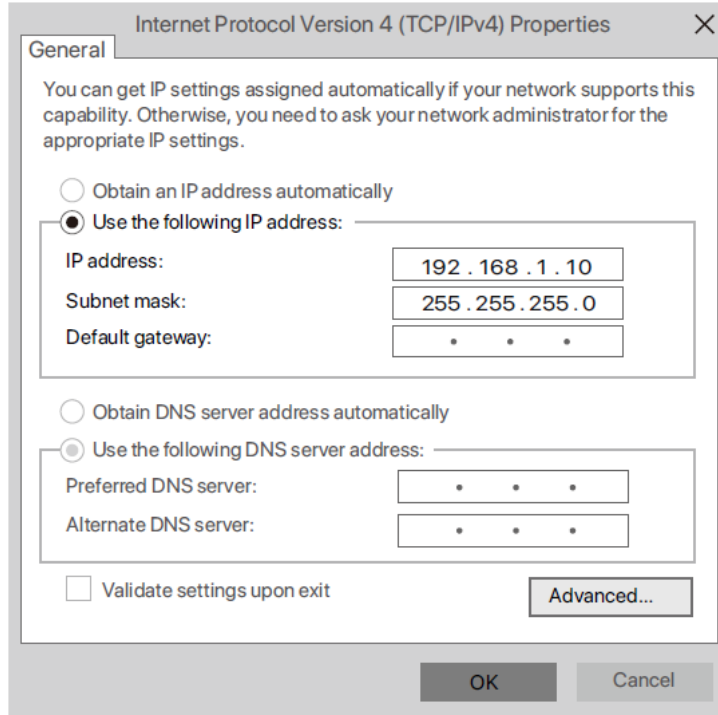 Internet Protocol Version 4 (TCP/IPv4) Properties
General
You can get IP settings assigned automatically if your network supports this
capability. Otherwise, you need to ask your network administrator for the
appropriate IP settings.
Obtain an IP address automatically
Use the following IP address:
IP address: 192 . 168 . 1 . 10
Subnet mask: 255 . 255 . 255 . 0
Default gateway: . . .
Obtain DNS server address automatically
Use the following DNS server address:
Preferred DNS server: . . .
Alternate DNS server: . . .
Validate settings upon exit
Advanced...
OK Cancel